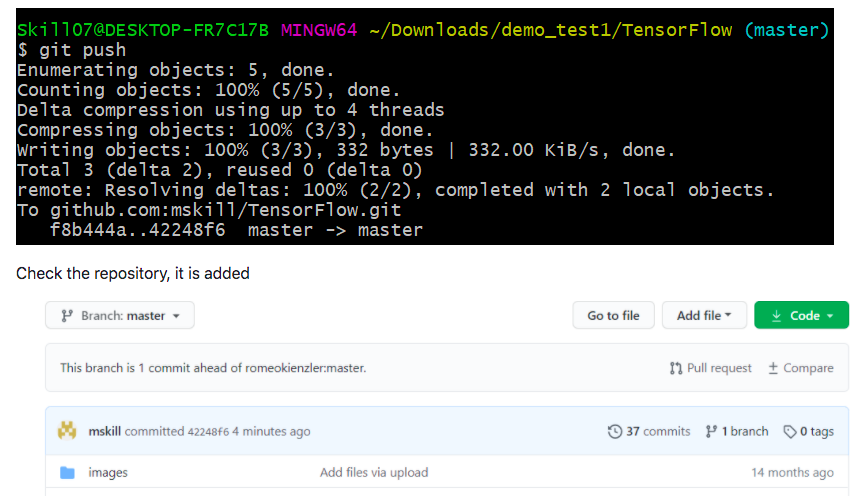 Skill07@DESKTOP-FR7C17B MINGW64 ~/Downloads/demo_test1/TensorFlow (master)
$ git push
Enumerating objects: 5, done.
Counting objects: 100% (5/5), done.
Delta compression using up to 4 threads
Compressing objects: 100% (3/3), done.
Writing objects: 100% (3/3), 332 bytes | 332.00 KiB/s, done.
Total 3 (delta 2), reused 0 (delta 0)
remote: Resolving deltas: 100% (2/2), completed with 2 local objects.
To github.com:mskill/TensorFlow.git
f8b444a..42248f6  master -> master
Check the repository, it is added
Branch: master Go to file Add file Code
This branch is 1 commit ahead of romeokienzler:master. Pull request Compare
mskill committed 42248f6 4 minutes ago 37 commits 1 branch 0 tags
images Add files via upload 14 months ago